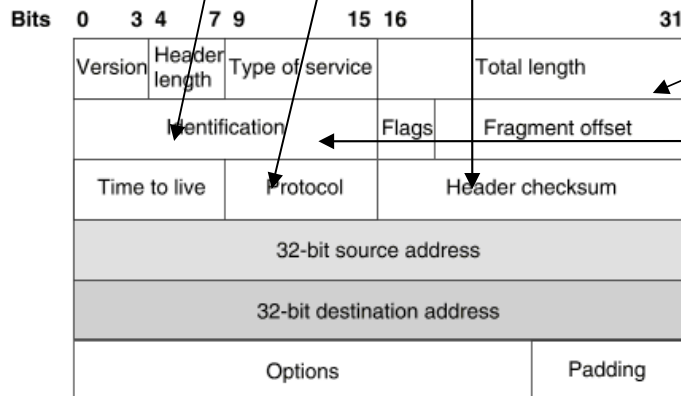 Bits 0 3 4 7 9 15 16 31
Version Header length Type of service Total length
Identification Flags Fragment offset
Time to live Protocol Header checksum
32-bit source address
32-bit destination address
Options Padding